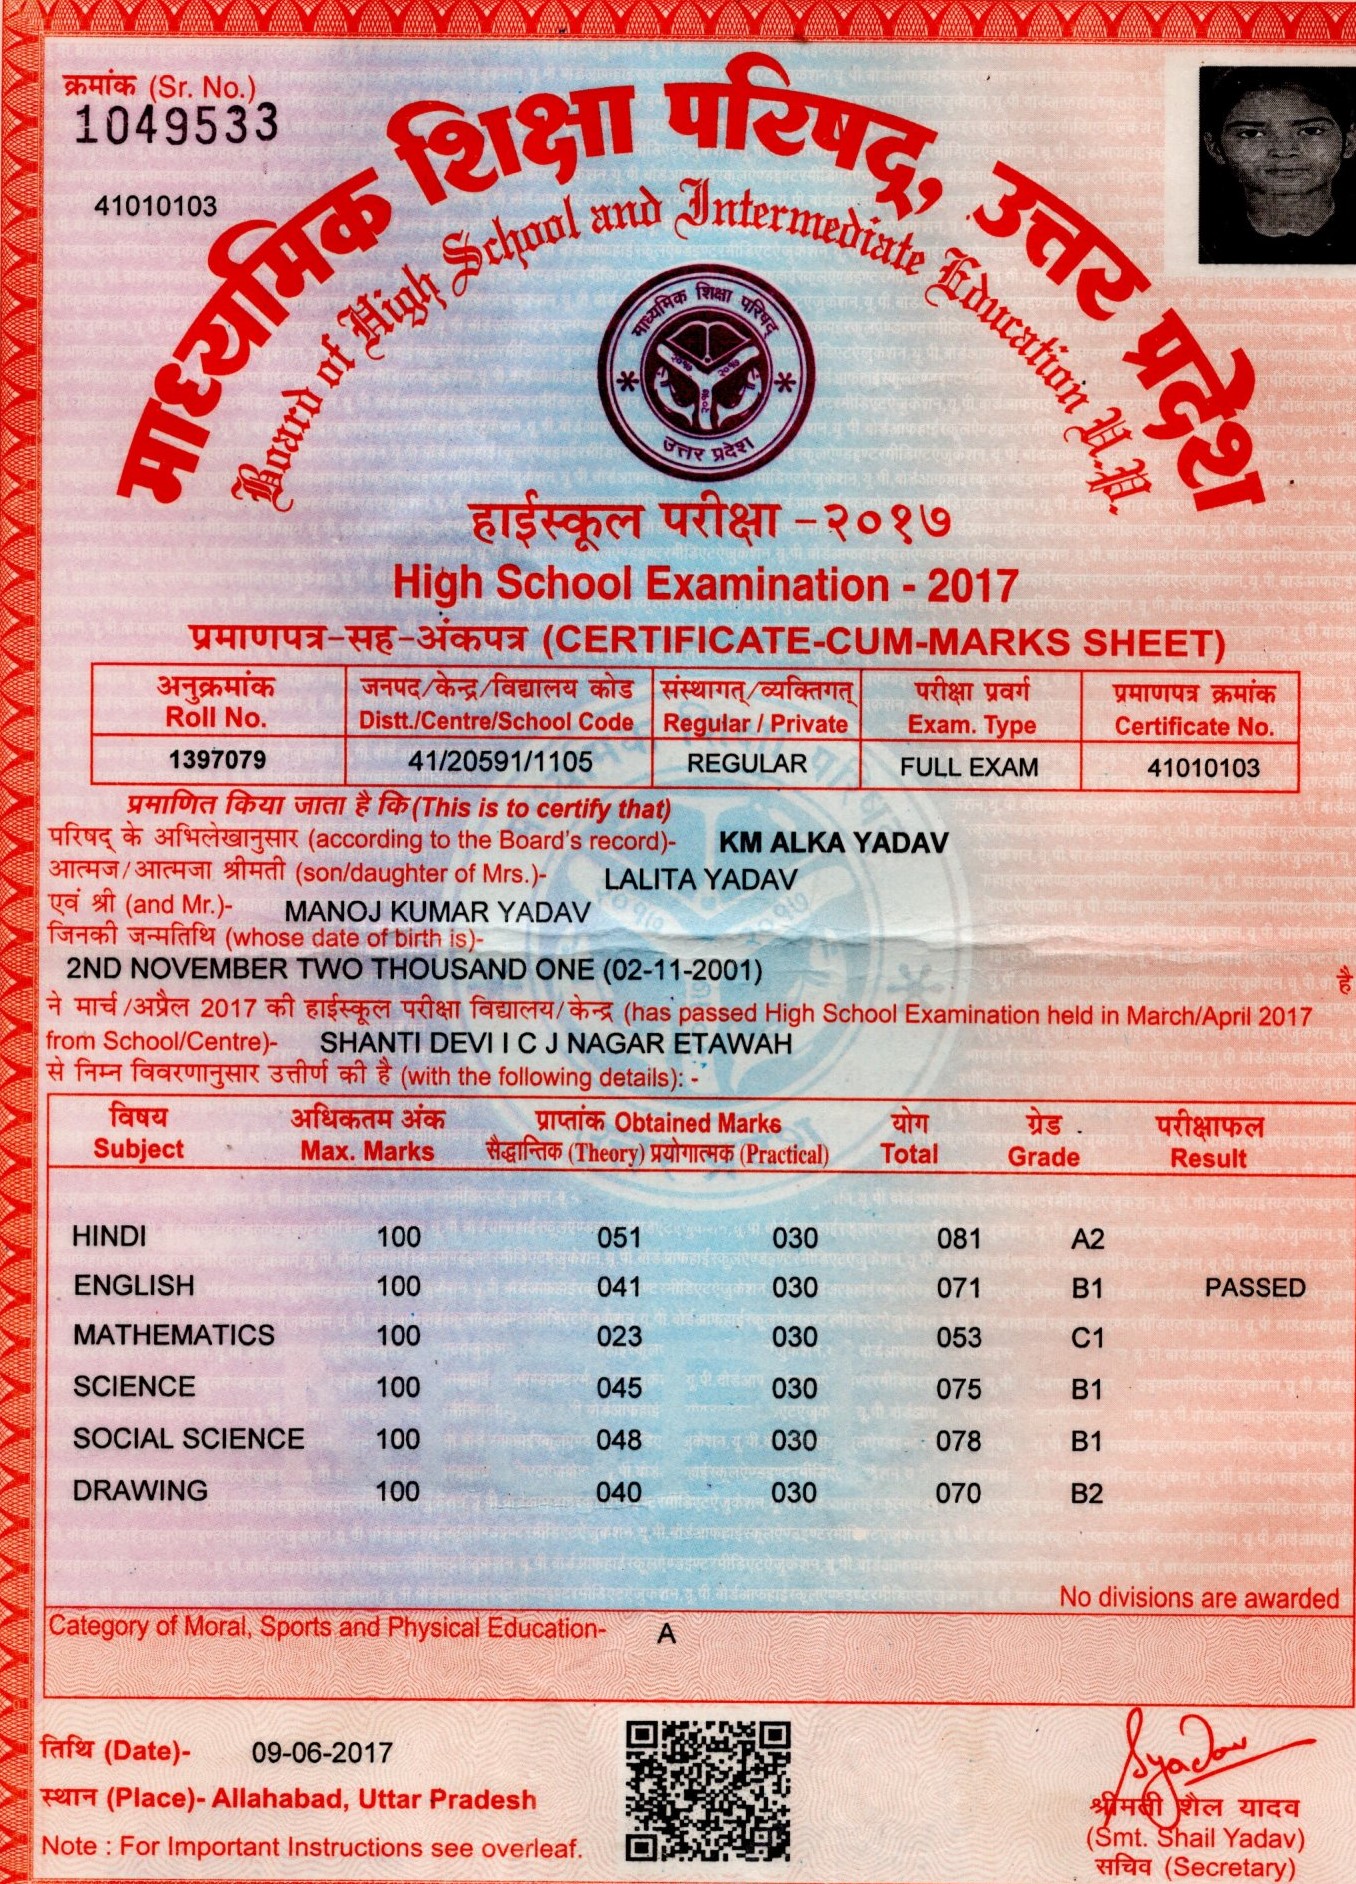 क्रमांक (Sr. No.)
1049533
41010103
माध्यमिक शिक्षा परिषद्, उत्तर प्रदेश
Board of High School and Intermediate Education U.P.
माध्यमिक शिक्षा परिषद्
२०१७ २०१७
२०१७
उत्तर प्रदेश
हाईस्कूल परीक्षा -२०१७
High School Examination - 2017
प्रमाणपत्र-सह-अंकपत्र (CERTIFICATE-CUM-MARKS SHEET)
अनुक्रमांक जनपद/केन्द्र/विद्यालय कोड संस्थागत्/व्यक्तिगत् परीक्षा प्रवर्ग प्रमाणपत्र क्रमांक
Roll No. Distt./Centre/School Code Regular / Private Exam. Type Certificate No.
1397079 41/20591/1105 REGULAR FULL EXAM 41010103
प्रमाणित किया जाता है कि (This is to certify that)
परिषद् के अभिलेखानुसार (according to the Board's record)- KM ALKA YADAV
आत्मज/आत्मजा श्रीमती (son/daughter of Mrs.)- LALITA YADAV
एवं श्री (and Mr.)- MANOJ KUMAR YADAV
जिनकी जन्मतिथि (whose date of birth is)-
2ND NOVEMBER TWO THOUSAND ONE (02-11-2001) है
ने मार्च/अप्रैल 2017 की हाईस्कूल परीक्षा विद्यालय/केन्द्र (has passed High School Examination held in March/April 2017
from School/Centre)- SHANTI DEVI I C J NAGAR ETAWAH
से निम्न विवरणानुसार उत्तीर्ण की है (with the following details): -
विषय अधिकतम अंक प्राप्तांक Obtained Marks योग ग्रेड परीक्षाफल
Subject Max. Marks सैद्धान्तिक (Theory) प्रयोगात्मक (Practical) Total Grade Result
HINDI 100 051 030 081 A2
ENGLISH 100 041 030 071 B1 PASSED
MATHEMATICS 100 023 030 053 C1
SCIENCE 100 045 030 075 B1
SOCIAL SCIENCE 100 048 030 078 B1
DRAWING 100 040 030 070 B2
No divisions are awarded
Category of Moral, Sports and Physical Education- A
तिथि (Date)- 09-06-2017
स्थान (Place)- Allahabad, Uttar Pradesh
Note : For Important Instructions see overleaf.
Syadav
श्रीमती शैल यादव
(Smt. Shail Yadav)
सचिव (Secretary)